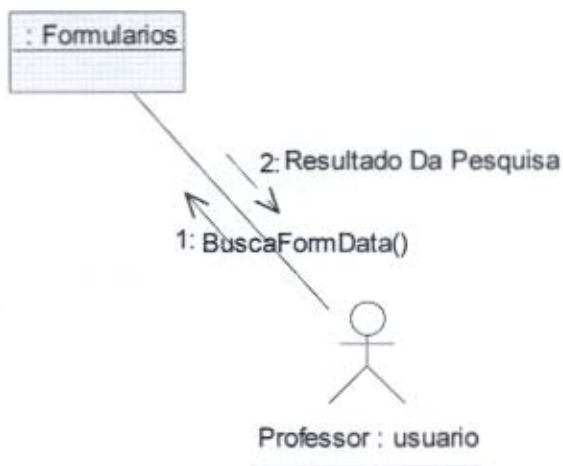 : Formularios
2: Resultado Da Pesquisa
1: BuscaFormData()
Professor : usuario